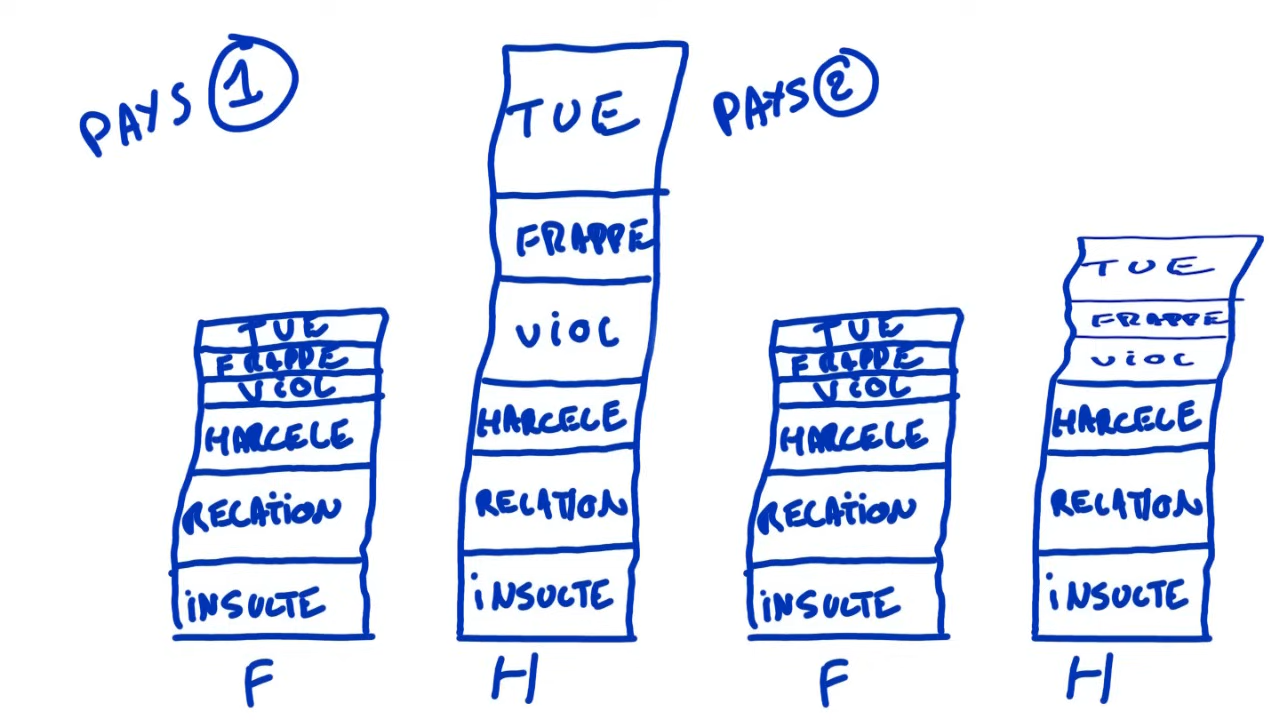 PAYS 1
TUE
FRAPPE
VIOL
HARCELE
RELATION
INSULTE
F
TUE
FRAPPE
VIOL
HARCELE
RELATION
INSULTE
H
PAYS 2
TUE
FRAPPE
VIOL
HARCELE
RELATION
INSULTE
F
TUE
FRAPPE
VIOL
HARCELE
RELATION
INSULTE
H